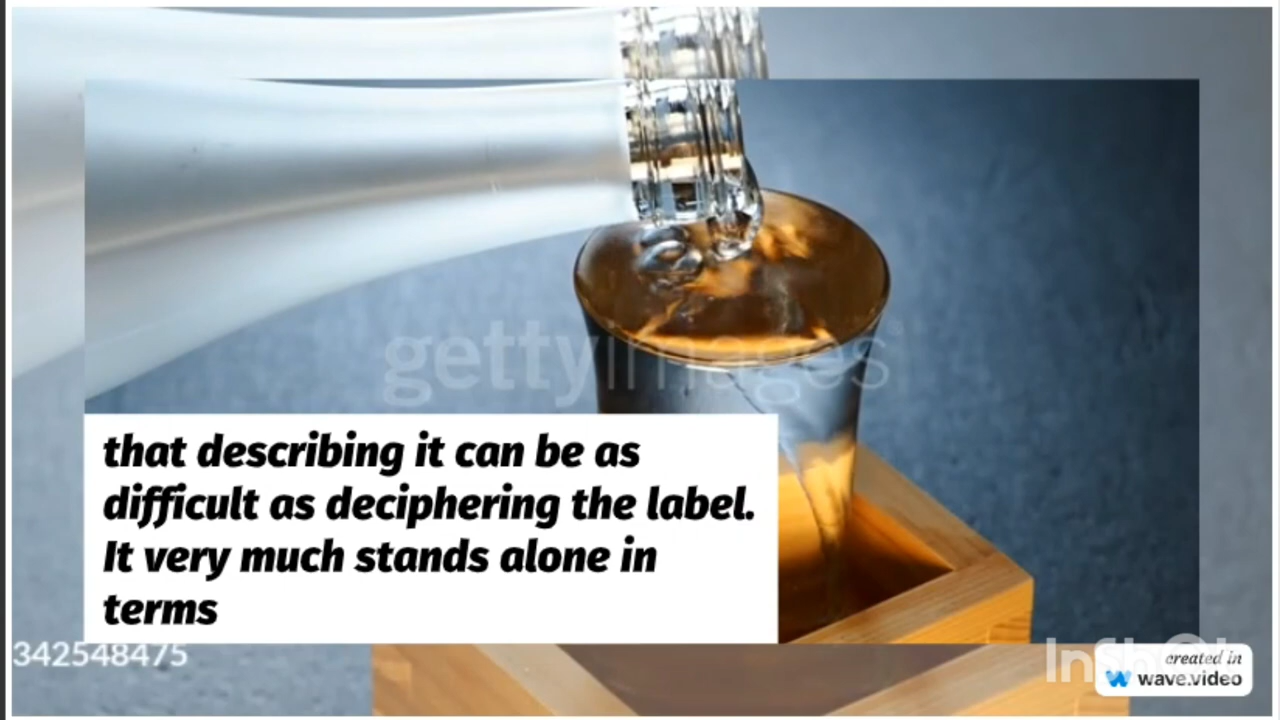 gettyimages
that describing it can be as
difficult as deciphering the label.
It very much stands alone in
terms
342548475
InShOt
created in
wave.video